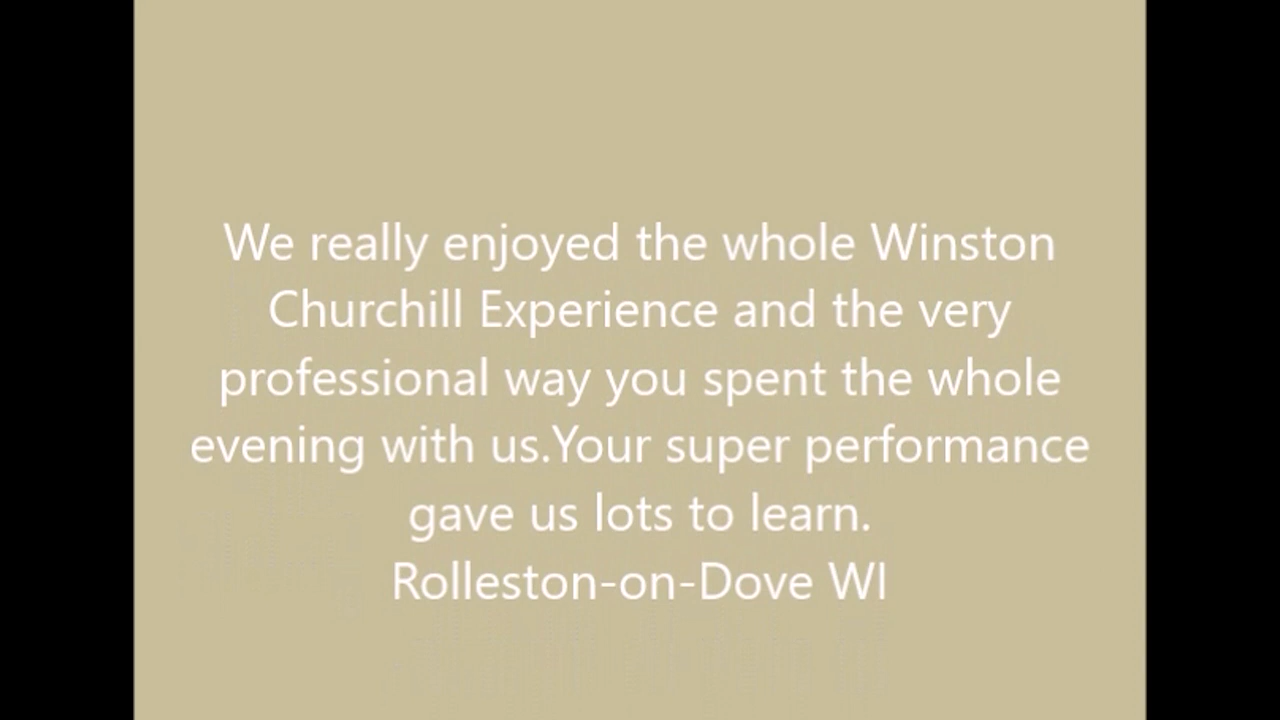 We really enjoyed the whole Winston
Churchill Experience and the very
professional way you spent the whole
evening with us.Your super performance
gave us lots to learn.
Rolleston-on-Dove WI